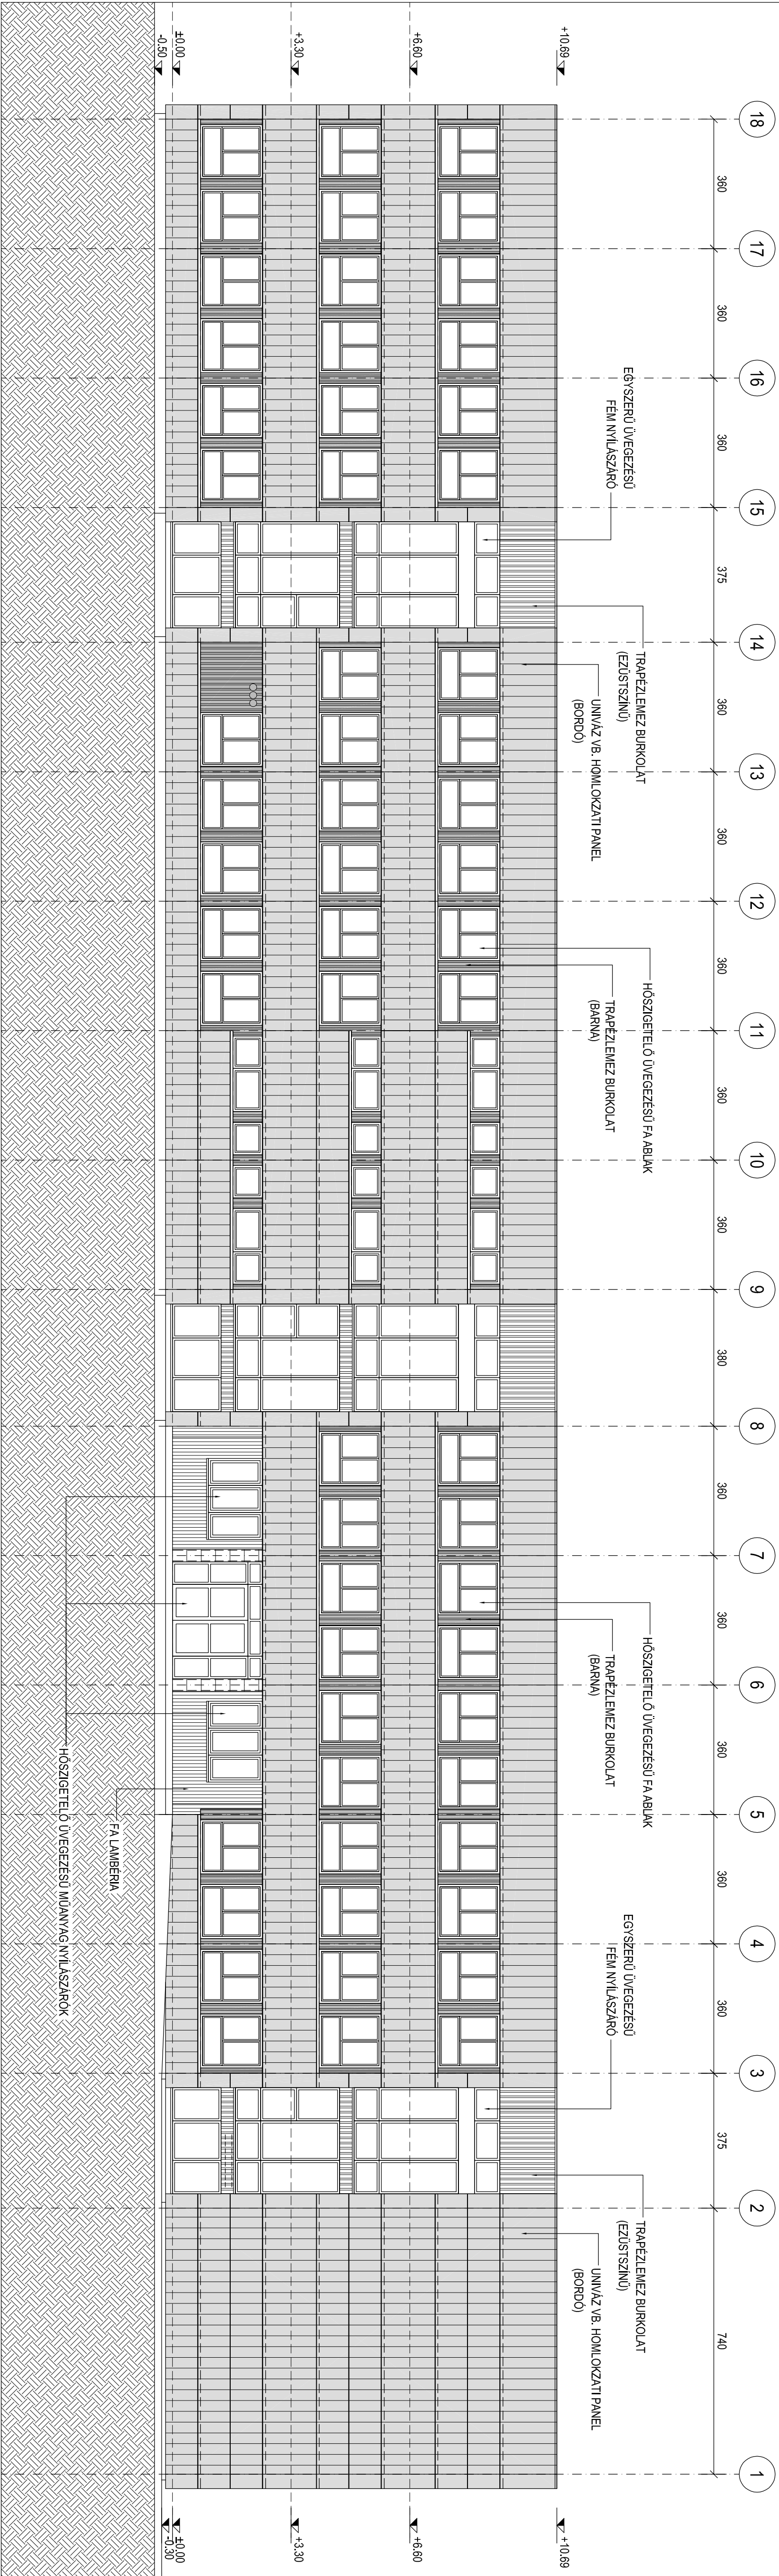 18
17
16
15
14
13
12
11
10
9
8
7
6
5
4
3
2
1
360
360
360
375
360
360
360
360
360
380
360
360
360
360
360
375
740
EGYSZERŰ ÜVEGEZÉSŰ
FÉM NYÍLÁSZÁRÓ
TRAPÉZLEMEZ BURKOLAT
(EZÜSTSZÍNŰ)
UNIVÁZ VB. HOMLOKZATI PANEL
(BORDÓ)
HŐSZIGETELŐ ÜVEGEZÉSŰ FA ABLAK
TRAPÉZLEMEZ BURKOLAT
(BARNA)
HŐSZIGETELŐ ÜVEGEZÉSŰ FA ABLAK
TRAPÉZLEMEZ BURKOLAT
(BARNA)
EGYSZERŰ ÜVEGEZÉSŰ
FÉM NYÍLÁSZÁRÓ
TRAPÉZLEMEZ BURKOLAT
(EZÜSTSZÍNŰ)
UNIVÁZ VB. HOMLOKZATI PANEL
(BORDÓ)
+10.69
+6.60
+3.30
±0.00
-0.50
+10.69
+6.60
+3.30
±0.00
-0.30
FA LAMBÉRIA
HŐSZIGETELŐ ÜVEGEZÉSŰ MŰANYAG NYÍLÁSZÁRÓK